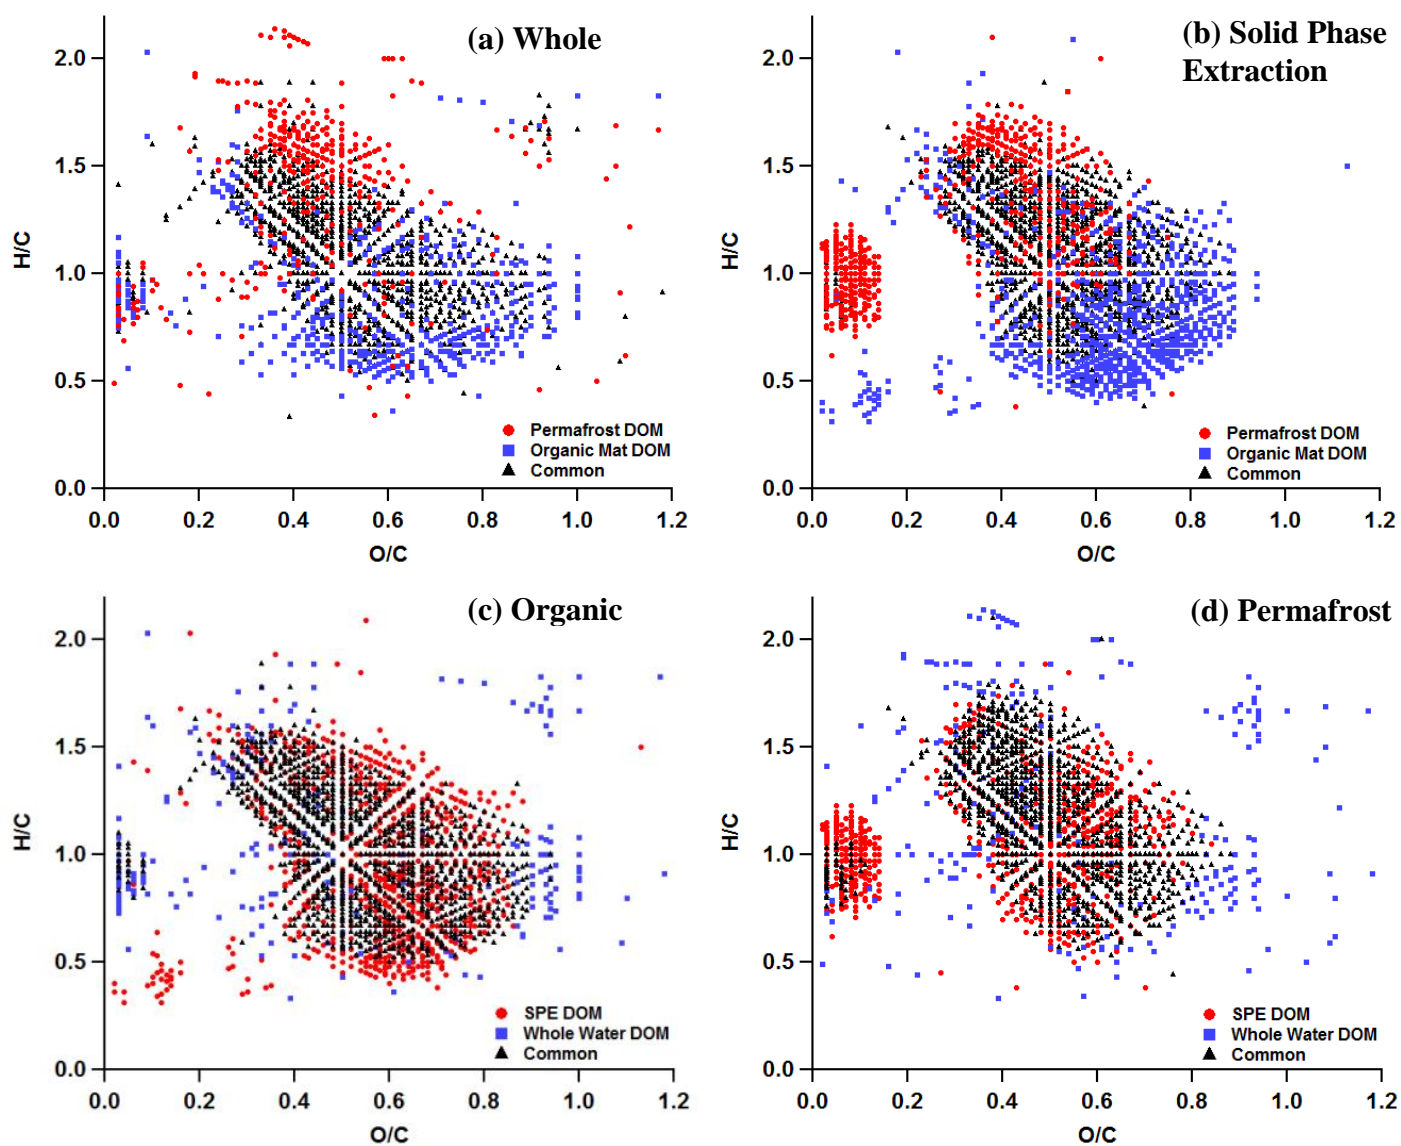 (a) Whole
2.0
1.5
1.0
0.5
0.0
H/C
Permafrost DOM
Organic Mat DOM
Common
0.0 0.2 0.4 0.6 0.8 1.0 1.2
O/C
(b) Solid Phase
Extraction
2.0
1.5
1.0
0.5
0.0
H/C
Permafrost DOM
Organic Mat DOM
Common
0.0 0.2 0.4 0.6 0.8 1.0 1.2
O/C
(c) Organic
2.0
1.5
1.0
0.5
0.0
H/C
SPE DOM
Whole Water DOM
Common
0.0 0.2 0.4 0.6 0.8 1.0 1.2
O/C
(d) Permafrost
2.0
1.5
1.0
0.5
0.0
H/C
SPE DOM
Whole Water DOM
Common
0.0 0.2 0.4 0.6 0.8 1.0 1.2
O/C